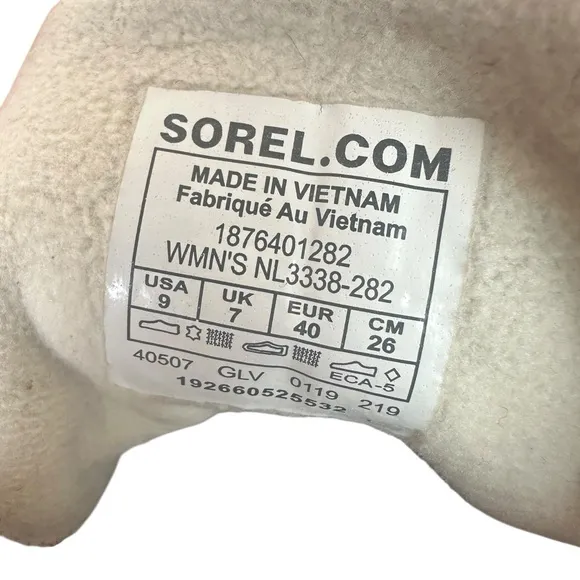 SOREL.COM
MADE IN VIETNAM
Fabriqué Au Vietnam
1876401282
WMN'S NL3338-282
USA UK EUR CM
9 7 40 26
ECA-5
40507 GLV 0119 219
192660525532